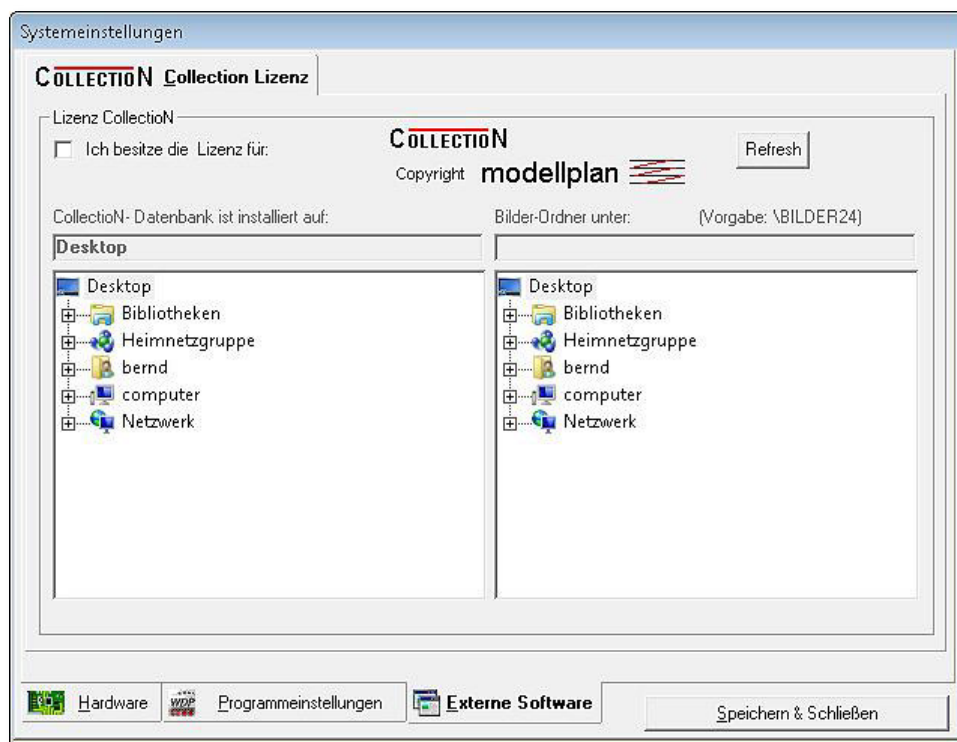 Systemeinstellungen
COLLECTION Collection Lizenz
Lizenz CollectioN
Ich besitze die Lizenz für:
COLLECTION
Copyright modellplan
Refresh
CollectioN- Datenbank ist installiert auf:
Bilder-Ordner unter: (Vorgabe: \BILDER24)
Desktop
Desktop
Bibliotheken
Heimnetzgruppe
bernd
computer
Netzwerk
Desktop
Bibliotheken
Heimnetzgruppe
bernd
computer
Netzwerk
WDP
Hardware
Programmeinstellungen
Externe Software
Speichern & Schließen